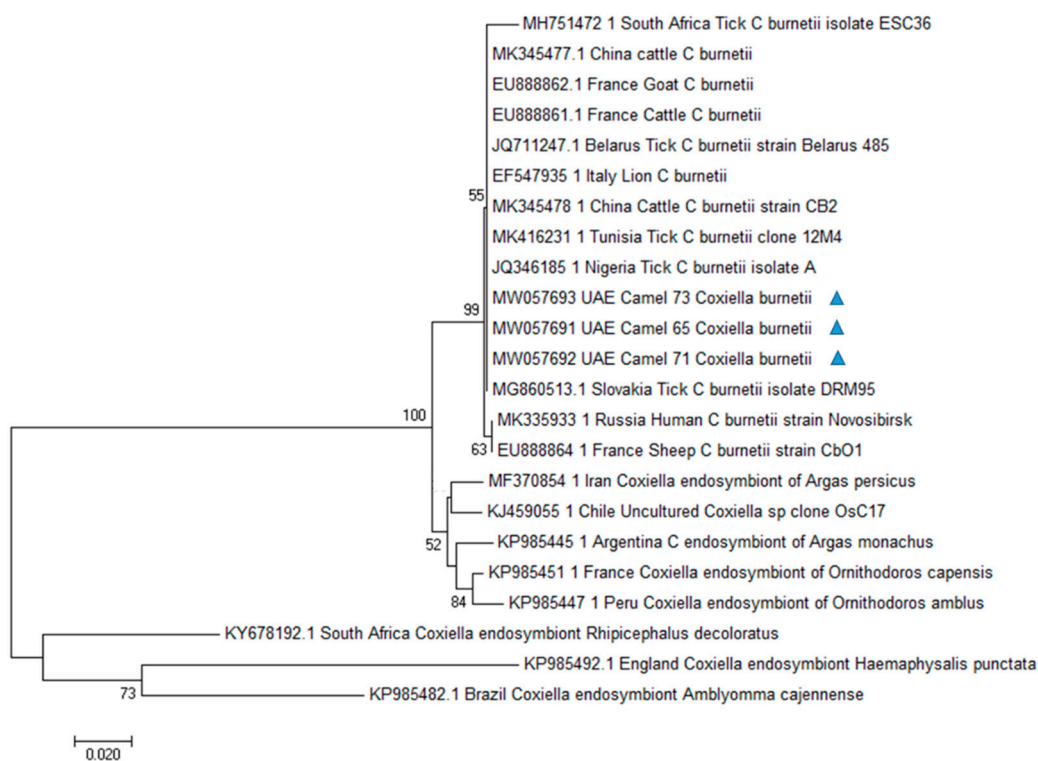 MH751472 1 South Africa Tick C burnetii isolate ESC36
MK345477.1 China cattle C burnetii
EU888862.1 France Goat C burnetii
EU888861.1 France Cattle C burnetii
JQ711247.1 Belarus Tick C burnetii strain Belarus 485
EF547935 1 Italy Lion C burnetii
55
MK345478 1 China Cattle C burnetii strain CB2
MK416231 1 Tunisia Tick C burnetii clone 12M4
JQ346185 1 Nigeria Tick C burnetii isolate A
MW057693 UAE Camel 73 Coxiella burnetii
99
MW057691 UAE Camel 65 Coxiella burnetii
MW057692 UAE Camel 71 Coxiella burnetii
MG860513.1 Slovakia Tick C burnetii isolate DRM95
100
MK335933 1 Russia Human C burnetii strain Novosibirsk
63
EU888864 1 France Sheep C burnetii strain CbO1
MF370854 1 Iran Coxiella endosymbiont of Argas persicus
KJ459055 1 Chile Uncultured Coxiella sp clone OsC17
52
KP985445 1 Argentina C endosymbiont of Argas monachus
KP985451 1 France Coxiella endosymbiont of Ornithodoros capensis
84
KP985447 1 Peru Coxiella endosymbiont of Ornithodoros amblus
KY678192.1 South Africa Coxiella endosymbiont Rhipicephalus decoloratus
KP985492.1 England Coxiella endosymbiont Haemaphysalis punctata
73
KP985482.1 Brazil Coxiella endosymbiont Amblyomma cajennense
0.020